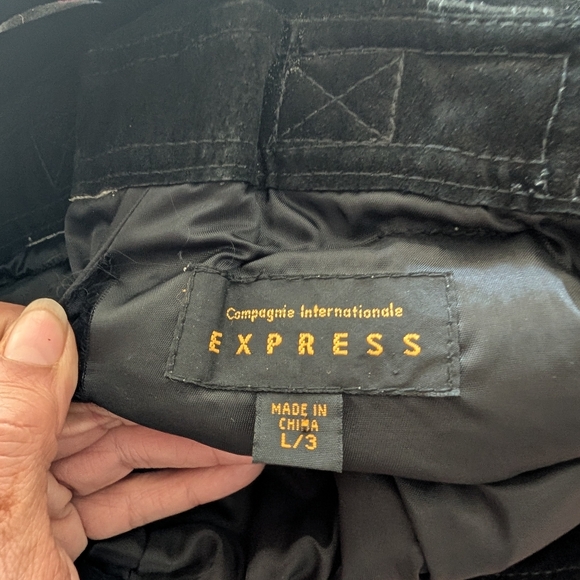 Compagnie Internationale
EXPRESS
MADE IN
CHINA
L/3